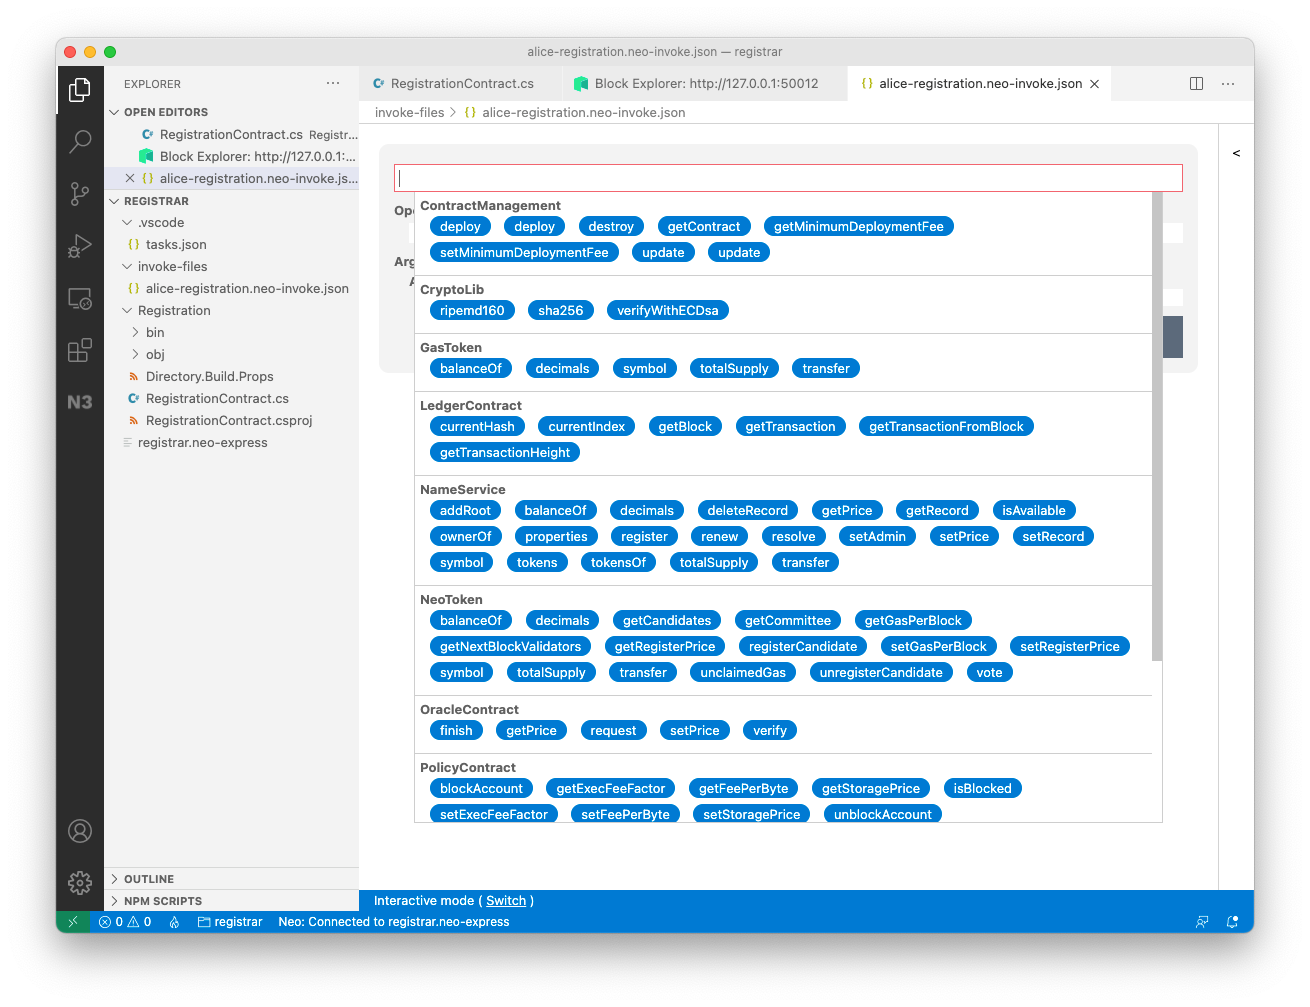 alice-registration.neo-invoke.json — registrar
EXPLORER
OPEN EDITORS
RegistrationContract.cs Registr...
Block Explorer: http://127.0.0.1:...
alice-registration.neo-invoke.js...
REGISTRAR
.vscode
tasks.json
invoke-files
alice-registration.neo-invoke.json
Registration
bin
obj
Directory.Build.Props
RegistrationContract.cs
RegistrationContract.csproj
registrar.neo-express
N3
OUTLINE
NPM SCRIPTS
RegistrationContract.cs
Block Explorer: http://127.0.0.1:50012
alice-registration.neo-invoke.json
invoke-files > {} alice-registration.neo-invoke.json
<
ContractManagement
deploy deploy destroy getContract getMinimumDeploymentFee
setMinimumDeploymentFee update update
CryptoLib
ripemd160 sha256 verifyWithECDsa
GasToken
balanceOf decimals symbol totalSupply transfer
LedgerContract
currentHash currentIndex getBlock getTransaction getTransactionFromBlock
getTransactionHeight
NameService
addRoot balanceOf decimals deleteRecord getPrice getRecord isAvailable
ownerOf properties register renew resolve setAdmin setPrice setRecord
symbol tokens tokensOf totalSupply transfer
NeoToken
balanceOf decimals getCandidates getCommittee getGasPerBlock
getNextBlockValidators getRegisterPrice registerCandidate setGasPerBlock setRegisterPrice
symbol totalSupply transfer unclaimedGas unregisterCandidate vote
OracleContract
finish getPrice request setPrice verify
PolicyContract
blockAccount getExecFeeFactor getFeePerByte getStoragePrice isBlocked
setExecFeeFactor setFeePerByte setStoragePrice unblockAccount
Interactive mode ( Switch )
0 0 registrar Neo: Connected to registrar.neo-express